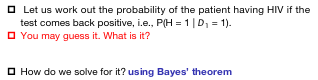 Let us work out the probability of the patient having HIV if the
test comes back positive, i.e., P(H = 1 | D₁ = 1).
You may guess it. What is it?
How do we solve for it? using Bayes' theorem